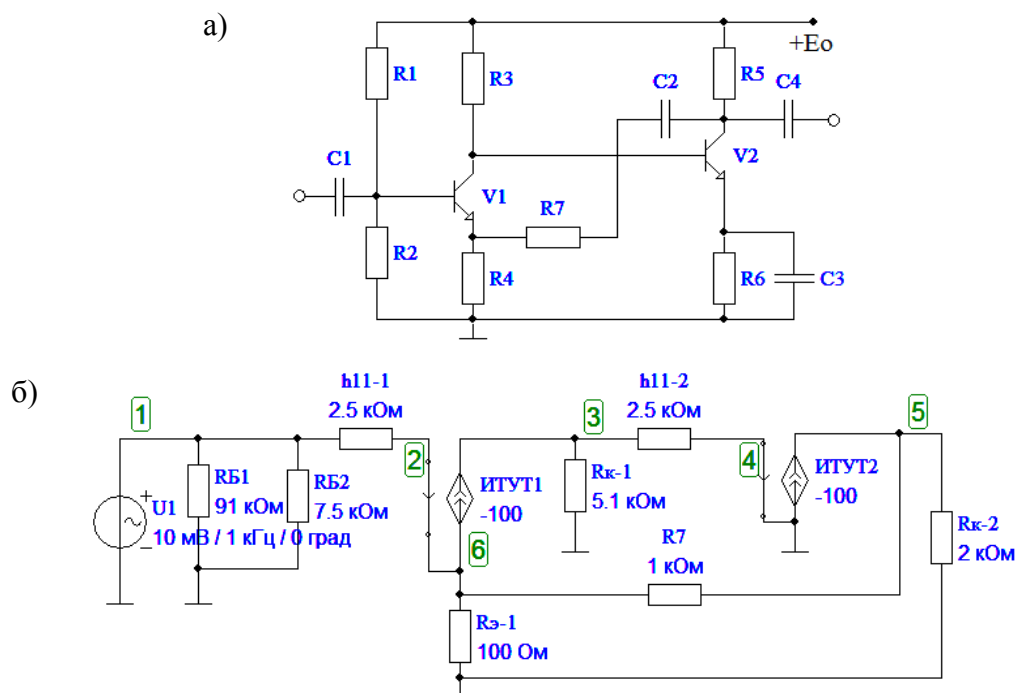 а)
+Eo
R1
R3
R5
C2
C4
C1
V1
V2
R7
R2
R4
R6
C3
б)
1
h11-1
2.5 кОм
2
RБ1
91 кОм
RБ2
7.5 кОм
U1
10 мВ / 1 кГц / 0 град
ИТУТ1
-100
3
h11-2
2.5 кОм
Rк-1
5.1 кОм
4
ИТУТ2
-100
5
6
R7
1 кОм
Rк-2
2 кОм
Rэ-1
100 Ом